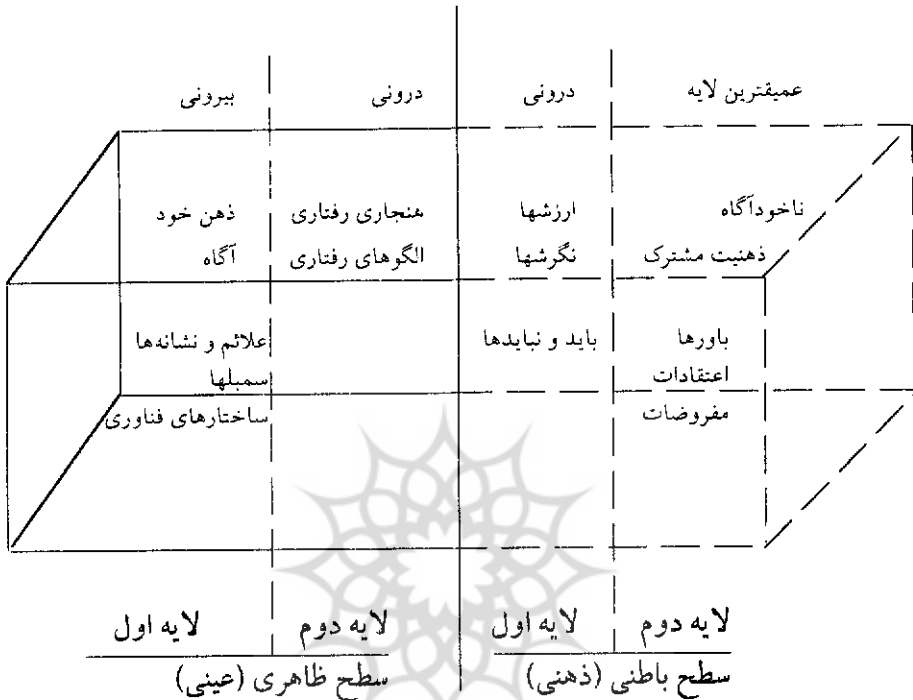 عمیقترین لایه درونی درونی بیرونی
ناخودآگاه ارزشها هنجاری رفتاری ذهن خود
ذهنیت مشترک نگرشها الگوهای رفتاری آگاه
باورها باید و نبایدها علائم و نشانه‌ها
اعتقادات سمبلها
مفروضات ساختارهای فناوری
لایه دوم لایه اول لایه دوم لایه اول
سطح باطنی (ذهنی) سطح ظاهری (عینی)